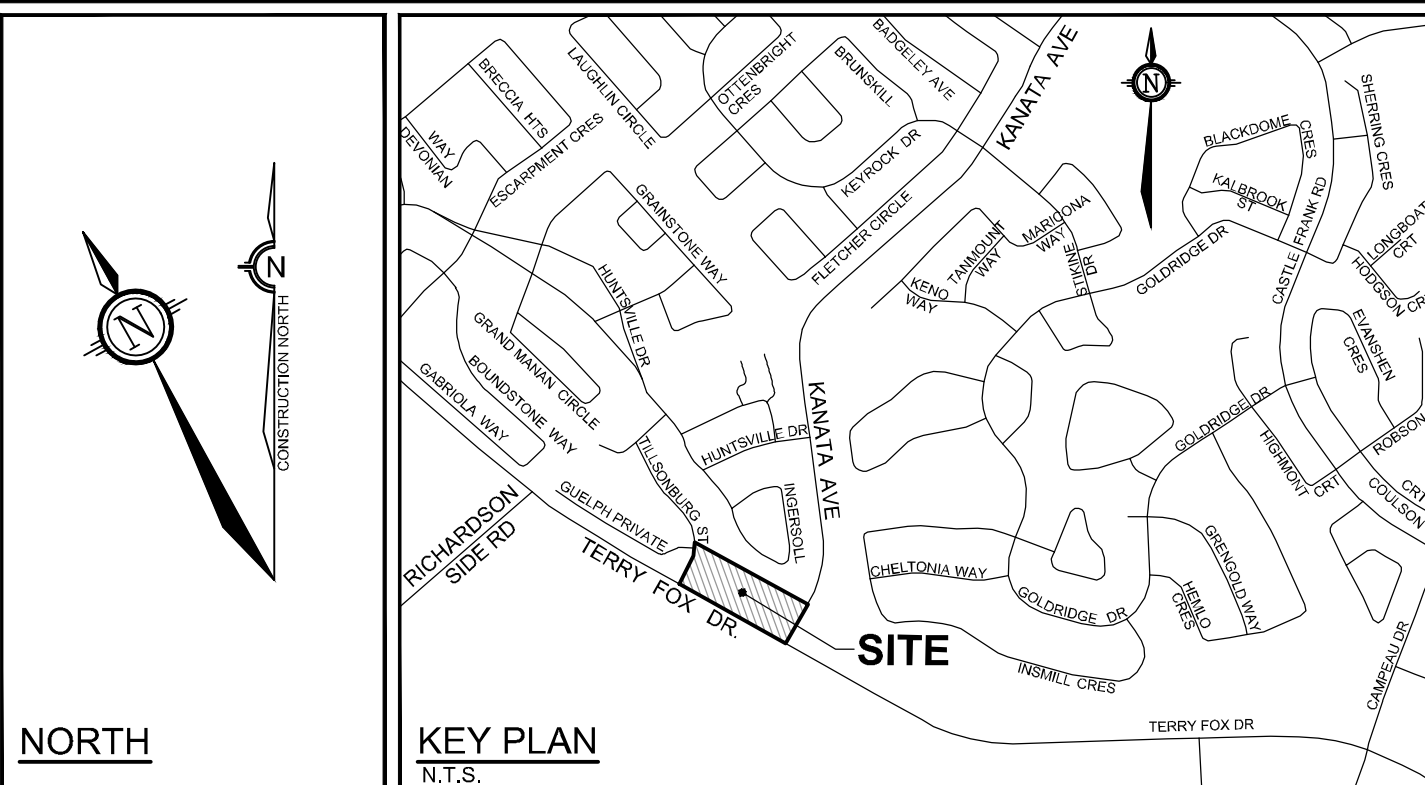 N
N
CONSTRUCTION NORTH
NORTH
BRECCIA HTS
WAY
DEVONIAN
ESCARPMENT CRES
LAUGHLIN CIRCLE
OTTENBRIGHT
CRES
BRUNSKILL
BADGELEY AVE
KANATA AVE
N
KEYROCK DR
FLETCHER CIRCLE
GRAINSTONE WAY
HUNTSVILLE DR
GRAND MANAN CIRCLE
BOUNDSTONE WAY
GABRIOLA WAY
KENO
WAY
TANMOUNT
WAY
MARICONA
WAY
STIKINE
DR
GOLDRIDGE DR
BLACKDOME
CRES
KALBROOK
ST
CASTLE FRANK RD
SHERRING CRES
LONGBOAT
CRT
HODGSON
CR
EVANSHEN
CRES
ROBSON
GOLDRIDGE DR
HIGHMONT
CRT
CRT
COULSON
HUNTSVILLE DR
KANATA AVE
TILLSONBURG ST
INGERSOLL
GUELPH PRIVATE
RICHARDSON
SIDE RD
TERRY FOX DR.
SITE
CHELTONIA WAY
GOLDRIDGE DR
HEMLO
CRES
GRENGOLD WAY
INSMILL CRES
CAMPEAU DR
TERRY FOX DR
KEY PLAN
N.T.S.